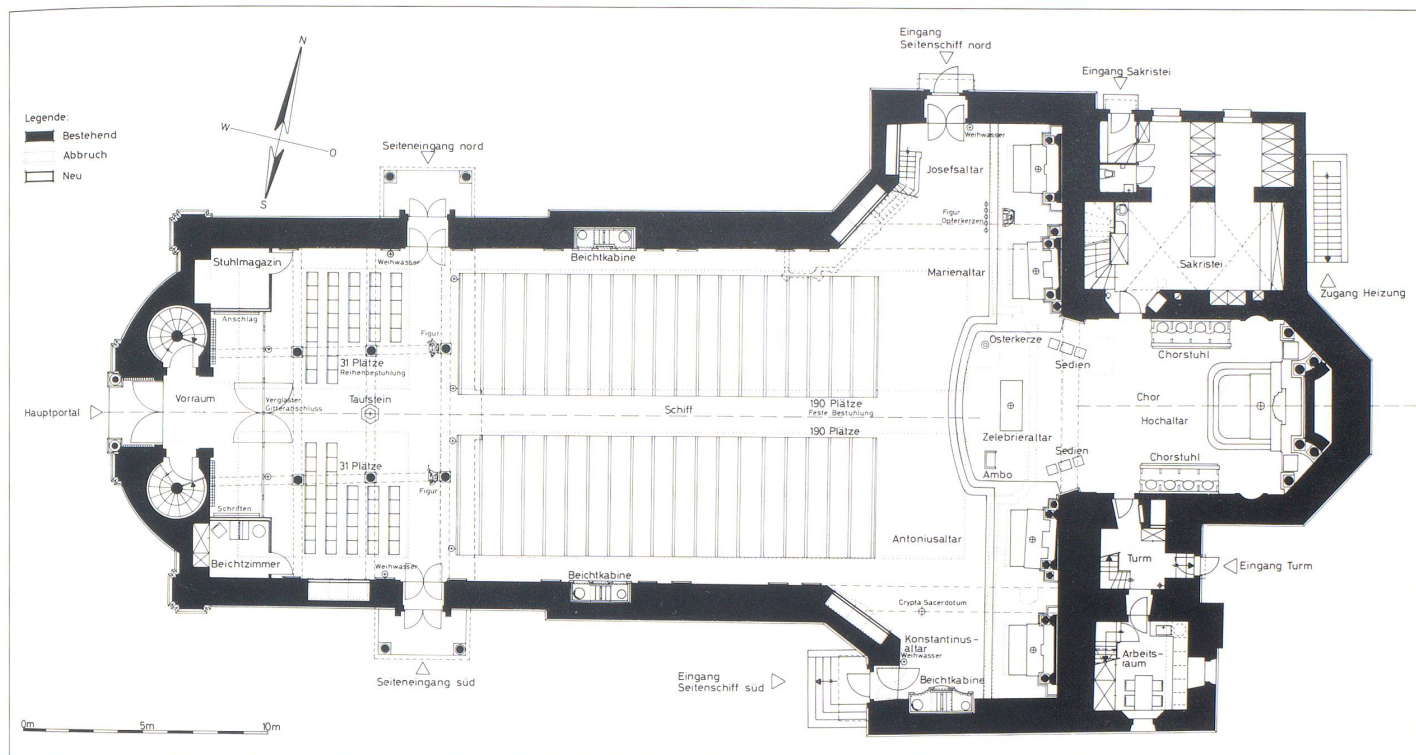 Eingang
Seitenschiff nord
Eingang Sakristei
N
W
O
S
Legende:
Bestehend
Abbruch
Neu
Seiteneingang nord
Weihwasser
Josefsaltar
Figur
Opferkerzen
Stuhlmagazin
Weihwasser
Beichtkabine
Marienaltar
Sakristei
Zugang Heizung
Anschlag
Figur
31 Plätze
Reihenbestuhlung
Osterkerze
Sedien
Chorstuhl
Hauptportal
Vorraum
Verglaster
Gitterabschluss
Taufstein
Schiff
190 Plätze
Feste Bestuhlung
190 Plätze
Chor
Hochaltar
Zelebrieraltar
Sedien
Ambo
Chorstuhl
31 Plätze
Figur
Schriften
Antoniusaltar
Beichtzimmer
Weihwasser
Beichtkabine
Turm
Eingang Turm
Crypta Sacerdotum
Konstantinus-
altar
Weihwasser
Arbeits-
raum
Seiteneingang süd
Eingang
Seitenschiff süd
Beichtkabine
0m
5m
10m